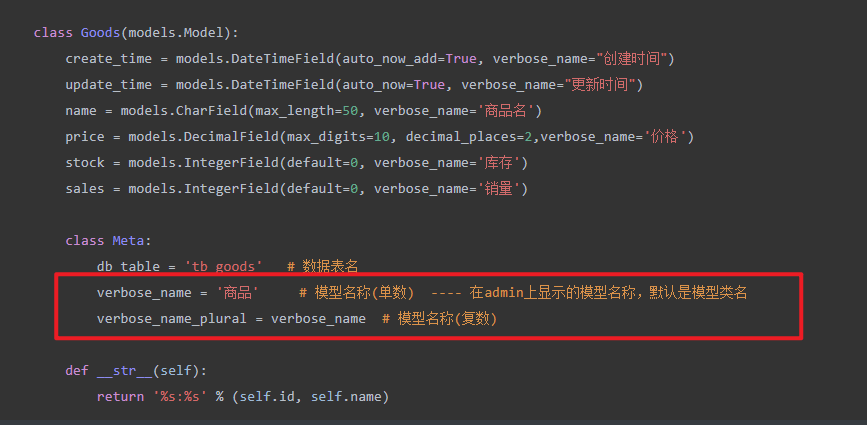 class Goods(models.Model):
    create_time = models.DateTimeField(auto_now_add=True, verbose_name="创建时间")
    update_time = models.DateTimeField(auto_now=True, verbose_name="更新时间")
    name = models.CharField(max_length=50, verbose_name='商品名')
    price = models.DecimalField(max_digits=10, decimal_places=2,verbose_name='价格')
    stock = models.IntegerField(default=0, verbose_name='库存')
    sales = models.IntegerField(default=0, verbose_name='销量')
    class Meta:
        db_table = 'tb_goods'   # 数据表名
        verbose_name = '商品'     # 模型名称(单数)  ---- 在admin上显示的模型名称，默认是模型类名
        verbose_name_plural = verbose_name  # 模型名称(复数)
    def __str__(self):
        return '%s:%s' % (self.id, self.name)